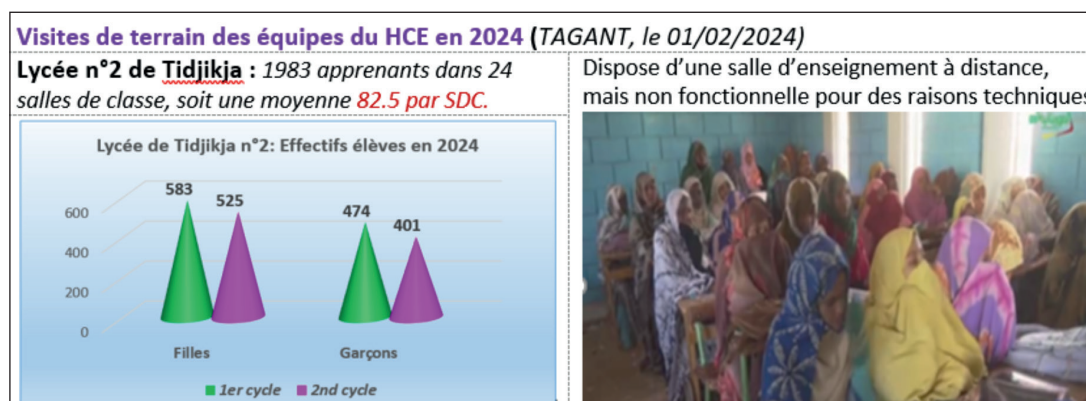 Visites de terrain des équipes du HCE en 2024 (TAGANT, le 01/02/2024)
Lycée n°2 de Tidjikja : 1983 apprenants dans 24
salles de classe, soit une moyenne 82.5 par SDC.
Lycée de Tidjikja n°2: Effectifs élèves en 2024
583
525
474
401
600
400
200
0
Filles
Garçons
1er cycle
2nd cycle
Dispose d'une salle d'enseignement à distance,
mais non fonctionnelle pour des raisons techniques